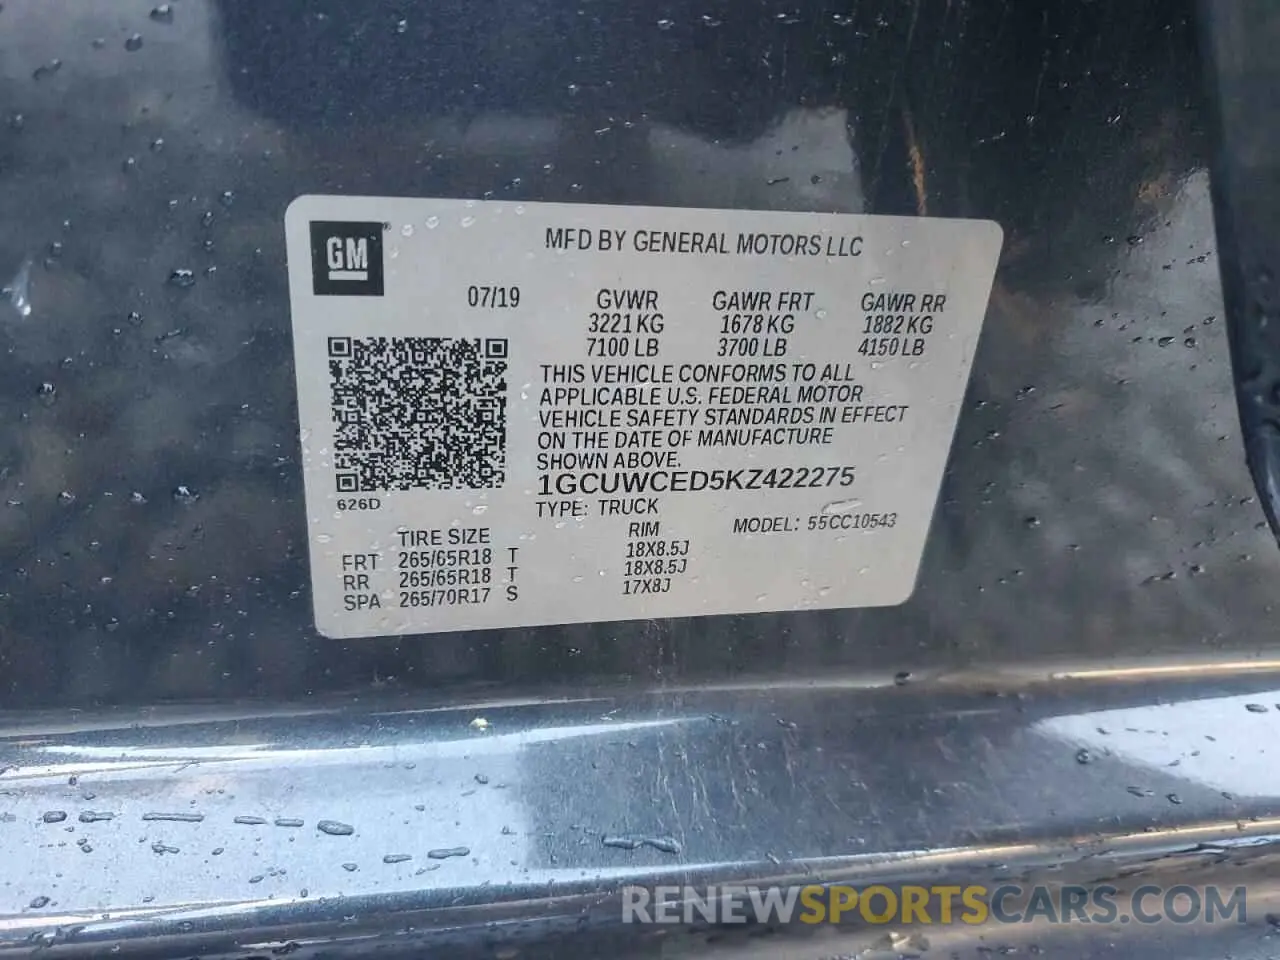 GM®
MFD BY GENERAL MOTORS LLC
07/19 GVWR GAWR FRT GAWR RR
3221 KG 1678 KG 1882 KG
7100 LB 3700 LB 4150 LB
THIS VEHICLE CONFORMS TO ALL
APPLICABLE U.S. FEDERAL MOTOR
VEHICLE SAFETY STANDARDS IN EFFECT
ON THE DATE OF MANUFACTURE
SHOWN ABOVE.
1GCUWCED5KZ422275
626D
TYPE: TRUCK MODEL: 55CC10543
TIRE SIZE RIM
FRT 265/65R18 T 18X8.5J
RR 265/65R18 T 18X8.5J
SPA 265/70R17 S 17X8J
RENEWSPORTSCARS.COM